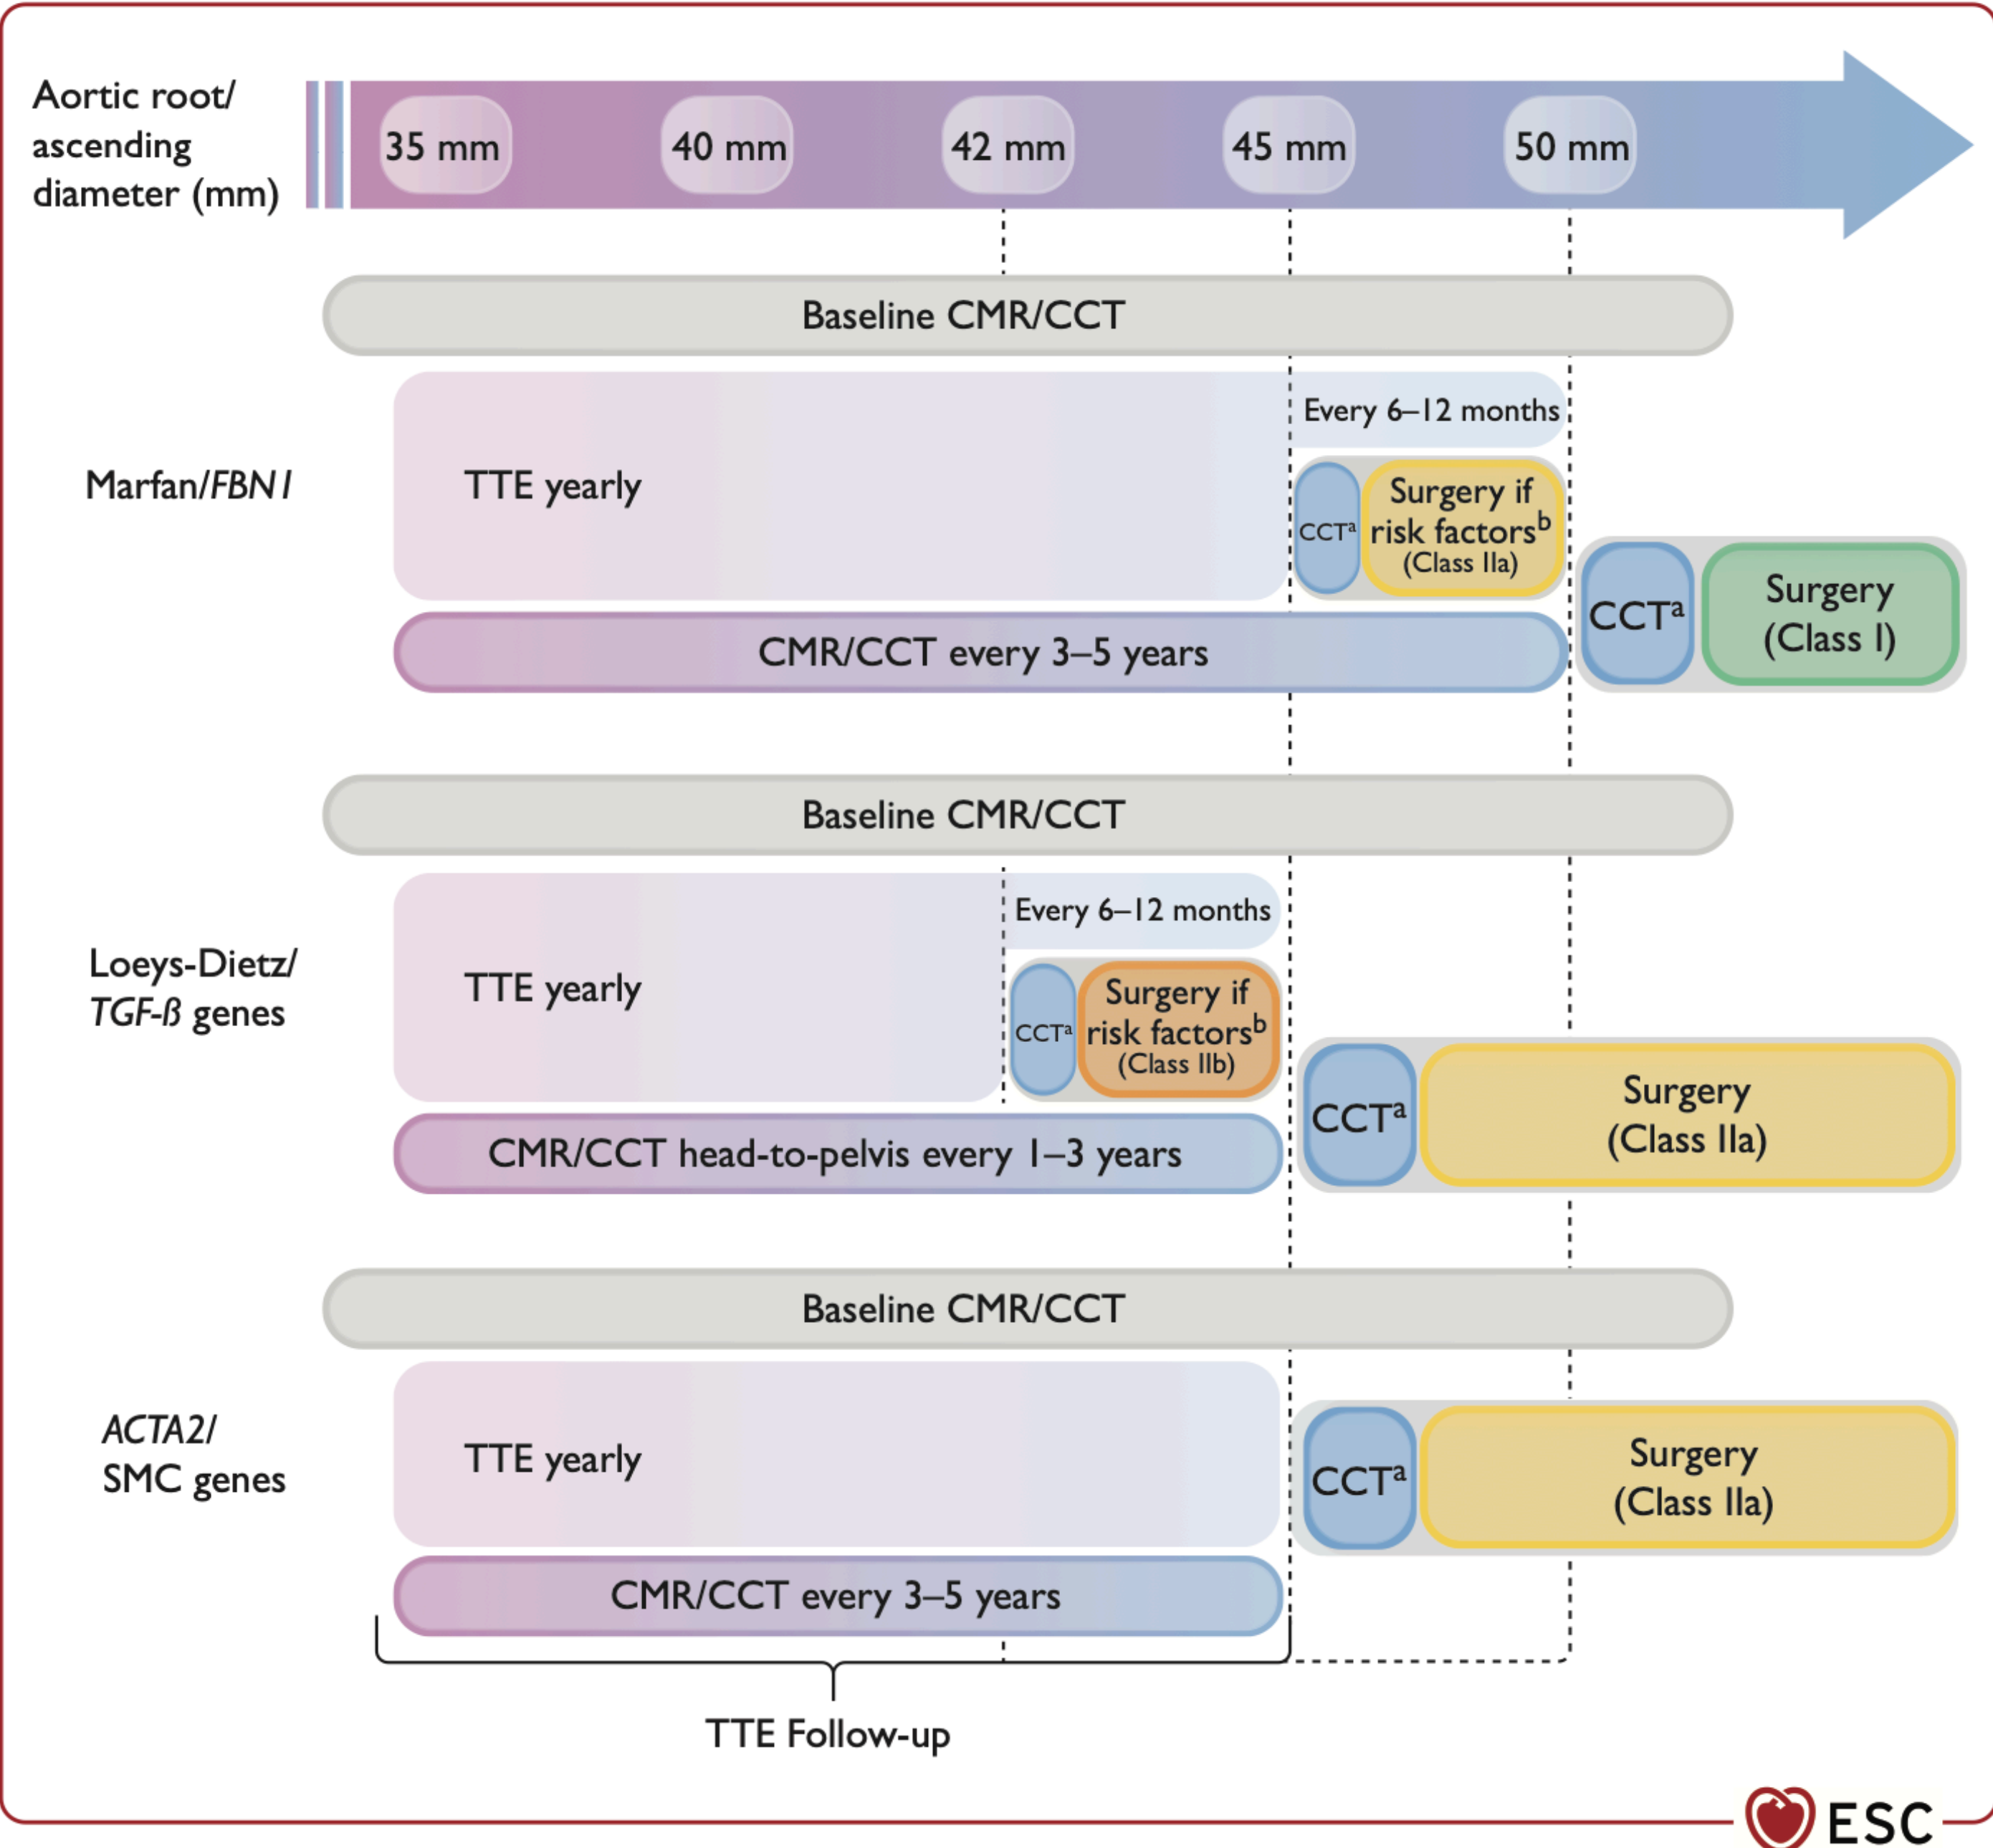 Aortic root/
ascending
diameter (mm)
35 mm
40 mm
42 mm
45 mm
50 mm
Baseline CMR/CCT
Marfan/FBN1
TTE yearly
Every 6–12 months
CCTa
Surgery if
risk factorsb
(Class IIa)
CCTa
Surgery
(Class I)
CMR/CCT every 3–5 years
Baseline CMR/CCT
Loeys-Dietz/
TGF-ß genes
TTE yearly
Every 6–12 months
CCTa
Surgery if
risk factorsb
(Class IIb)
CCTa
Surgery
(Class IIa)
CMR/CCT head-to-pelvis every 1–3 years
Baseline CMR/CCT
ACTA2/
SMC genes
TTE yearly
CCTa
Surgery
(Class IIa)
CMR/CCT every 3–5 years
TTE Follow-up
ESC